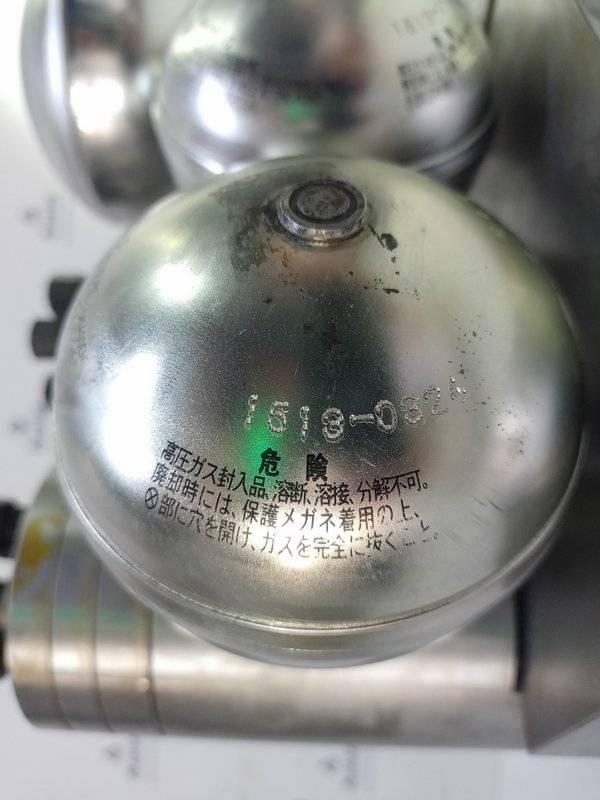 1513-0624
危 険
高圧ガス封入品、溶断、溶接、分解不可。
廃却時には、保護メガネ着用の上、
⊗部に穴を開け、ガスを完全に抜くこと。